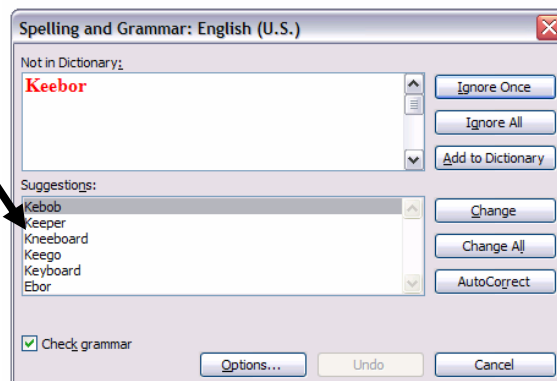 Spelling and Grammar: English (U.S.)
Not in Dictionary:
Keebor
Ignore Once
Ignore All
Add to Dictionary
Suggestions:
Kebob
Keeper
Kneeboard
Keego
Keyboard
Ebor
Change
Change All
AutoCorrect
Check grammar
Options...
Undo
Cancel